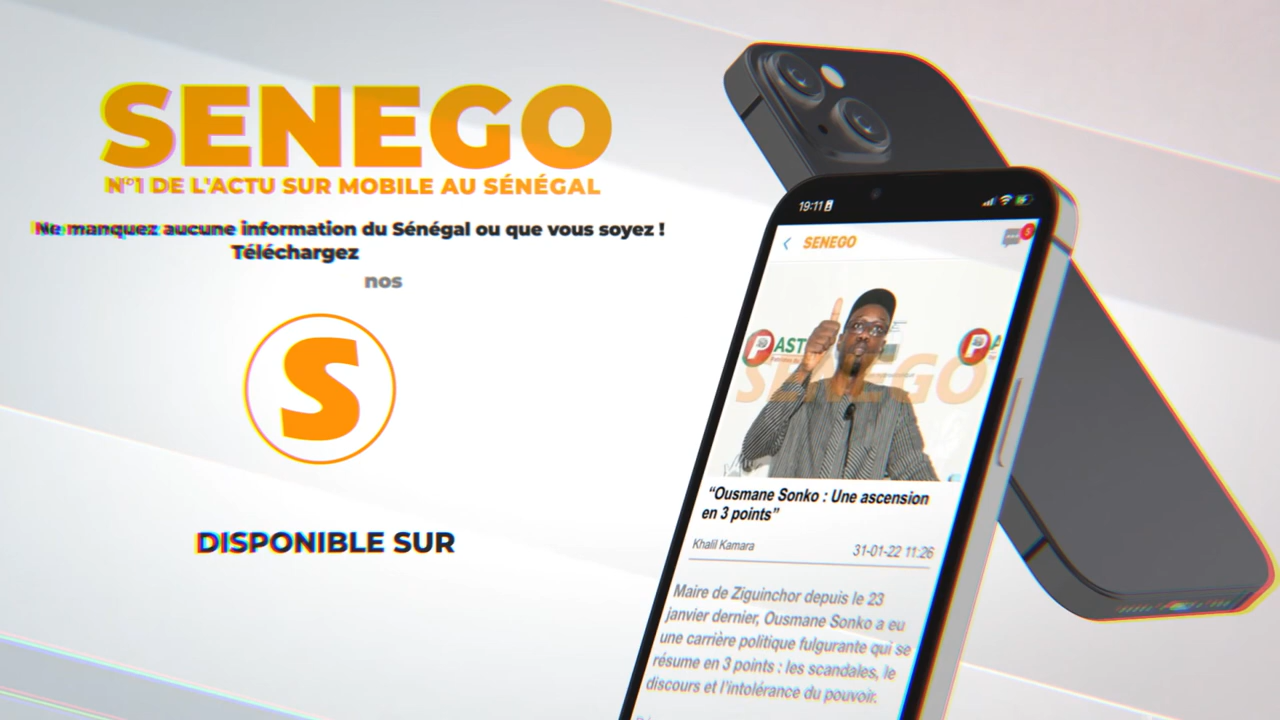 SENEGO
N°1 DE L'ACTU SUR MOBILE AU SÉNÉGAL
Ne manquez aucune information du Sénégal ou que vous soyez !
Téléchargez
nos
S
DISPONIBLE SUR
19:11
SENEGO
5
PAST
PA
SENEGO
“Ousmane Sonko : Une ascension
en 3 points”
Khalil Kamara
31-01-22 11:26
Maire de Ziguinchor depuis le 23
janvier dernier, Ousmane Sonko a eu
une carrière politique fulgurante qui se
résume en 3 points : les scandales, le
discours et l'intolérance du pouvoir.